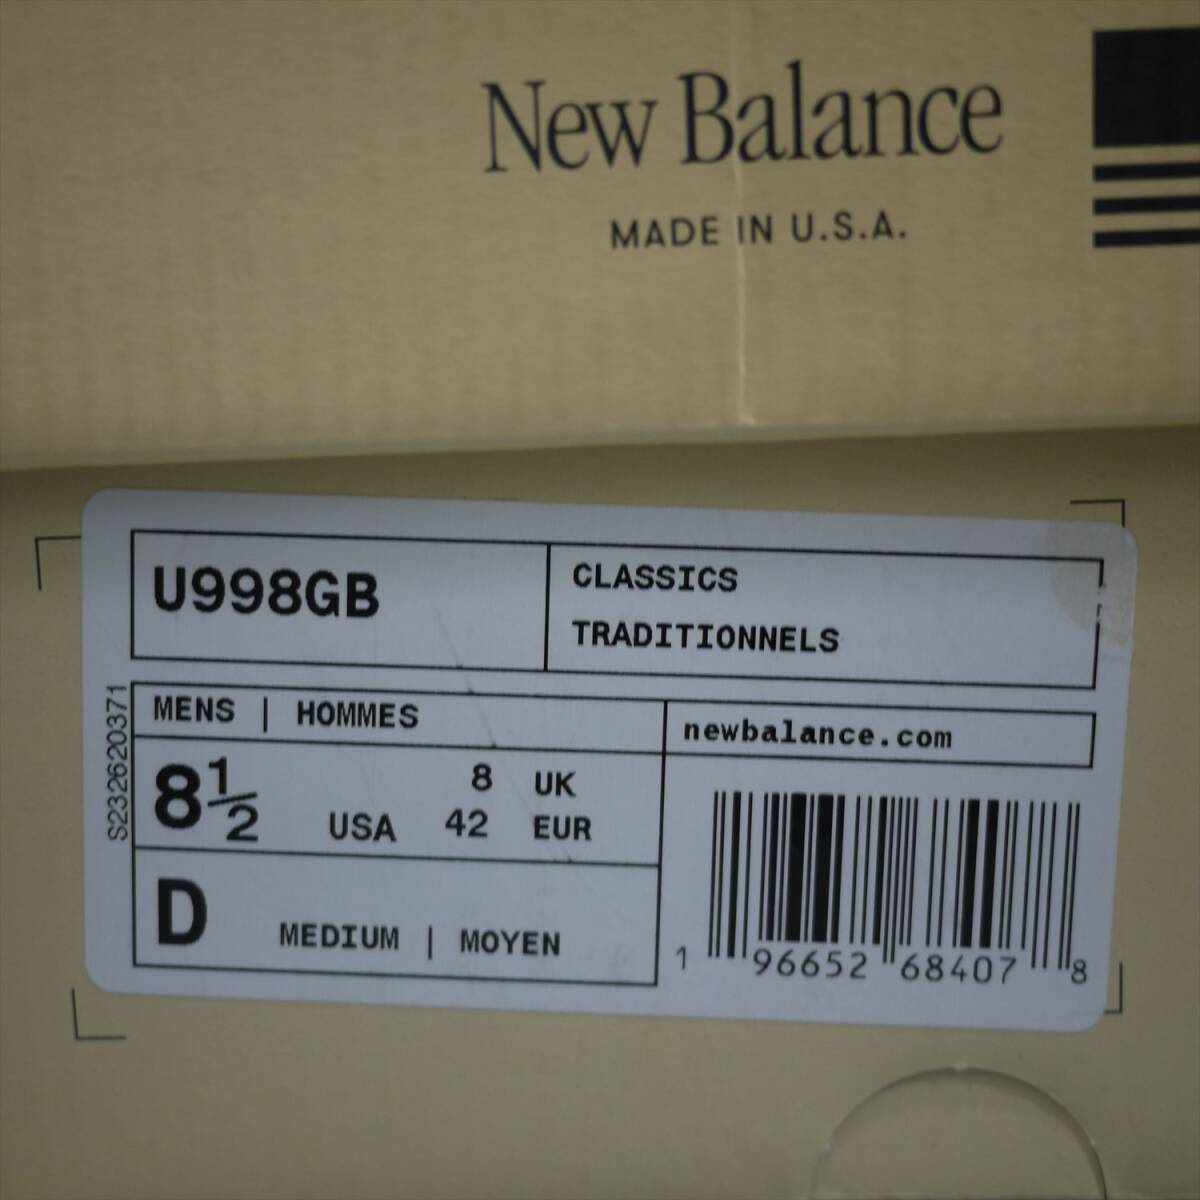 New Balance
MADE IN U.S.A.
U998GB
CLASSICS
TRADITIONNELS
S232620371
MENS | HOMMES
newbalance.com
8½ USA
8 UK
42 EUR
D MEDIUM | MOYEN
1 96652 68407 8